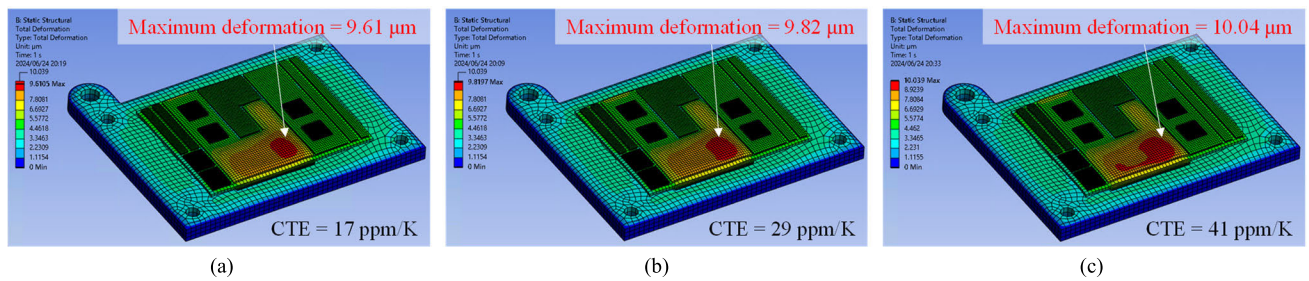 B: Static Structural
Total Deformation
Type: Total Deformation
Unit: µm
Time: 1 s
2024/06/24 20:19
10.039
9.6105 Max
7.8081
6.6927
5.5772
4.4618
3.3463
2.2309
1.1154
0 Min
Maximum deformation = 9.61 µm
CTE = 17 ppm/K
(a)
B: Static Structural
Total Deformation
Type: Total Deformation
Unit: µm
Time: 1 s
2024/06/24 20:09
10.039
9.8197 Max
7.8081
6.6927
5.5772
4.4618
3.3463
2.2309
1.1154
0 Min
Maximum deformation = 9.82 µm
CTE = 29 ppm/K
(b)
B: Static Structural
Total Deformation
Type: Total Deformation
Unit: µm
Time: 1 s
2024/06/24 20:33
10.039 Max
8.9239
7.8084
6.6929
5.5774
4.462
3.3465
2.231
1.1155
0 Min
Maximum deformation = 10.04 µm
CTE = 41 ppm/K
(c)